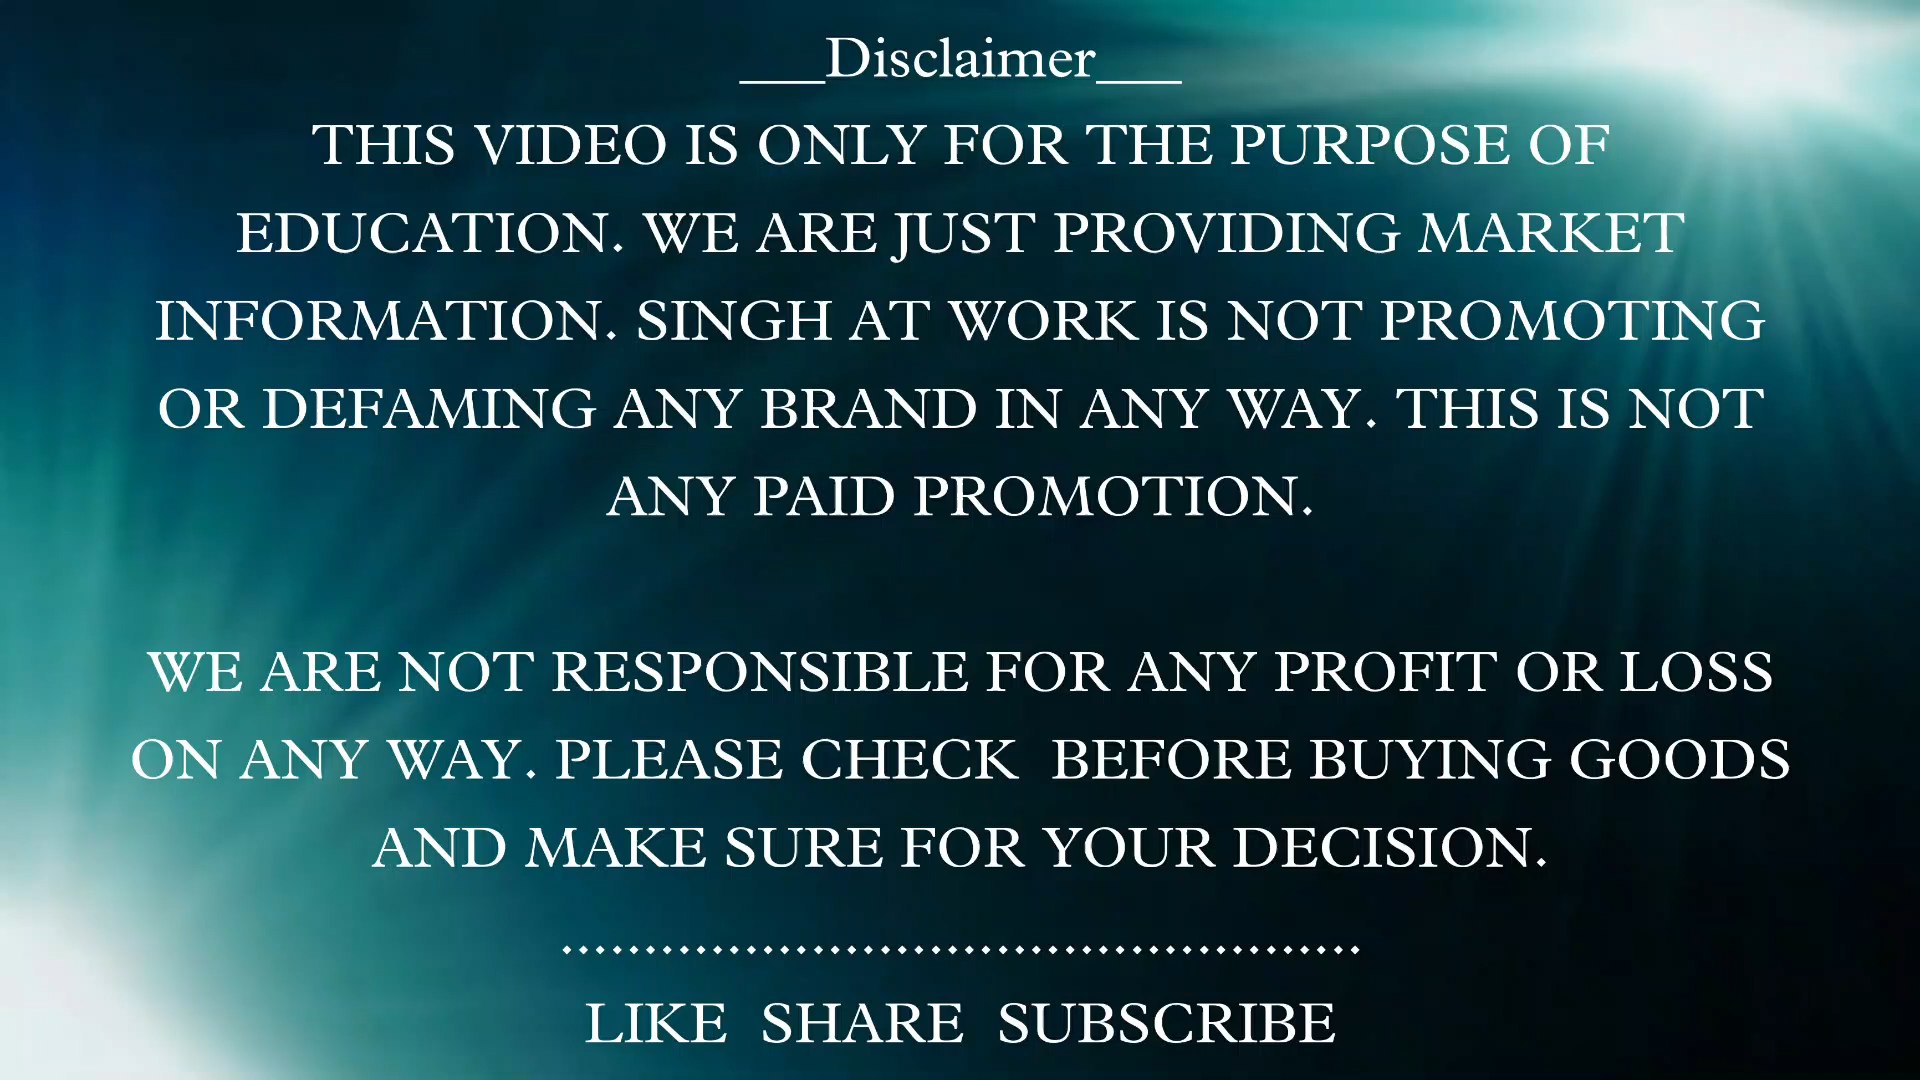 ___Disclaimer___
THIS VIDEO IS ONLY FOR THE PURPOSE OF
EDUCATION. WE ARE JUST PROVIDING MARKET
INFORMATION. SINGH AT WORK IS NOT PROMOTING
OR DEFAMING ANY BRAND IN ANY WAY. THIS IS NOT
ANY PAID PROMOTION.
WE ARE NOT RESPONSIBLE FOR ANY PROFIT OR LOSS
ON ANY WAY. PLEASE CHECK  BEFORE BUYING GOODS
AND MAKE SURE FOR YOUR DECISION.
................................................
LIKE  SHARE  SUBSCRIBE